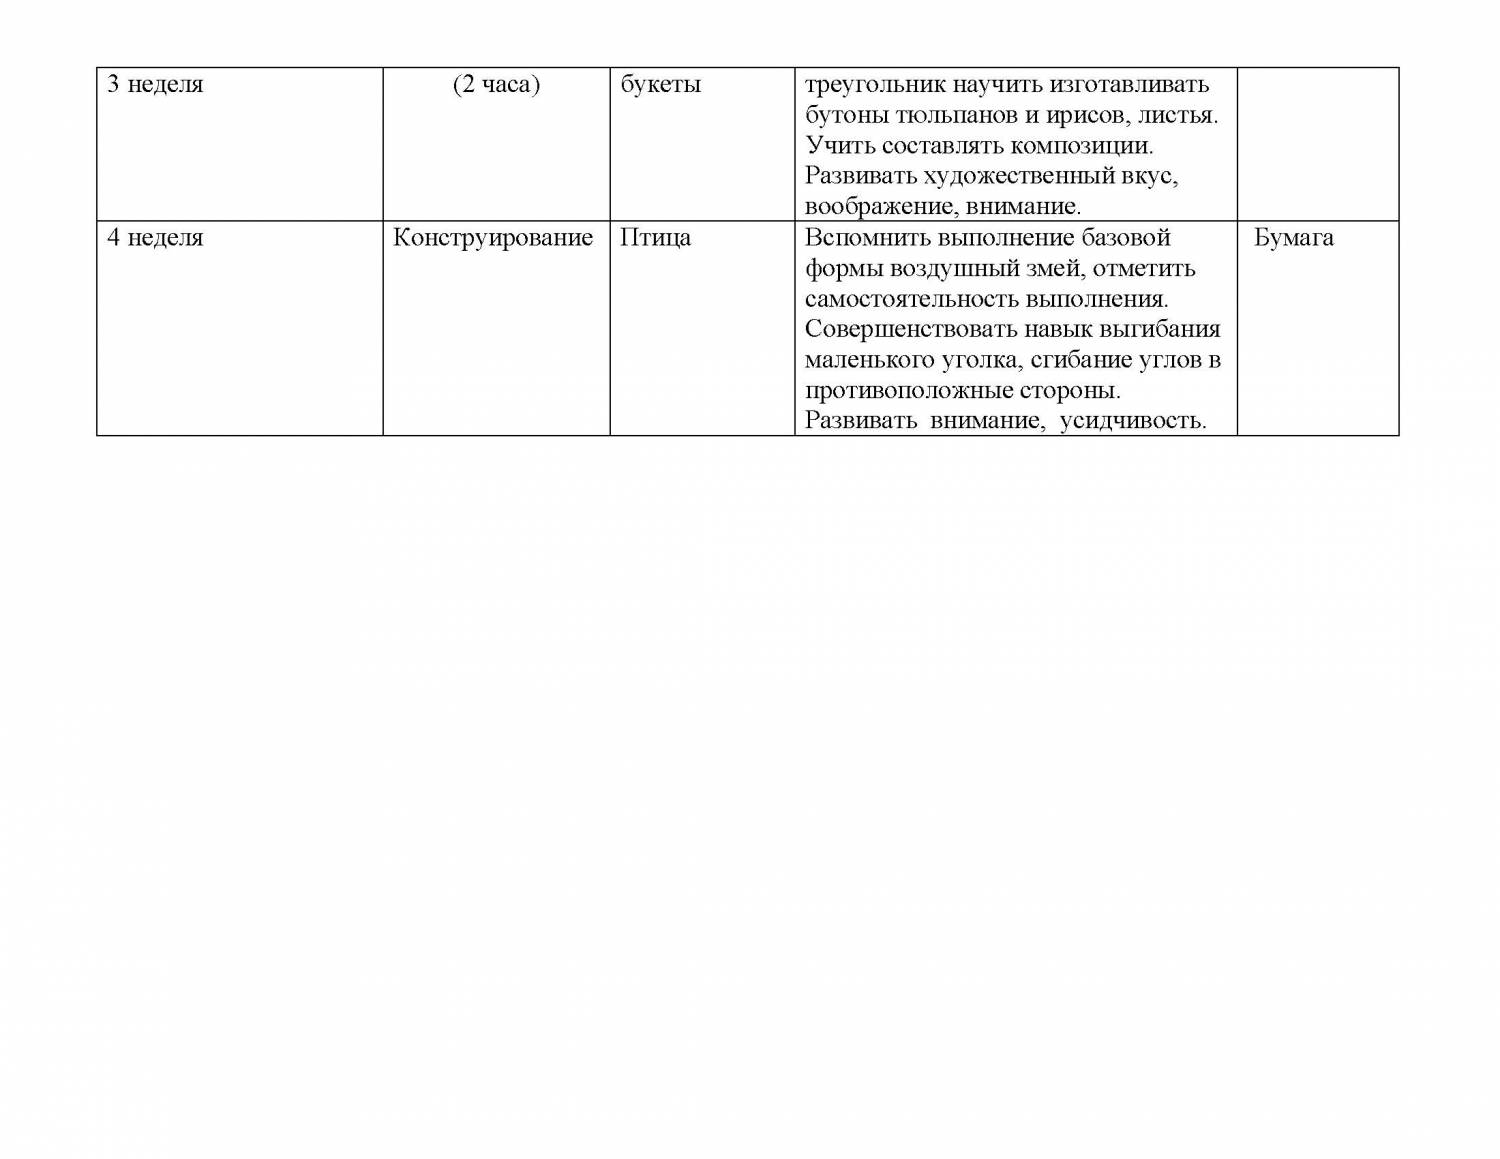 3 неделя
(2 часа)
букеты
треугольник научить изготавливать
бутоны тюльпанов и ирисов, листья.
Учить составлять композиции.
Развивать художественный вкус,
воображение, внимание.
4 неделя
Конструирование
Птица
Вспомнить выполнение базовой
формы воздушный змей, отметить
самостоятельность выполнения.
Совершенствовать навык выгибания
маленького уголка, сгибание углов в
противоположные стороны.
Развивать внимание, усидчивость.
Бумага